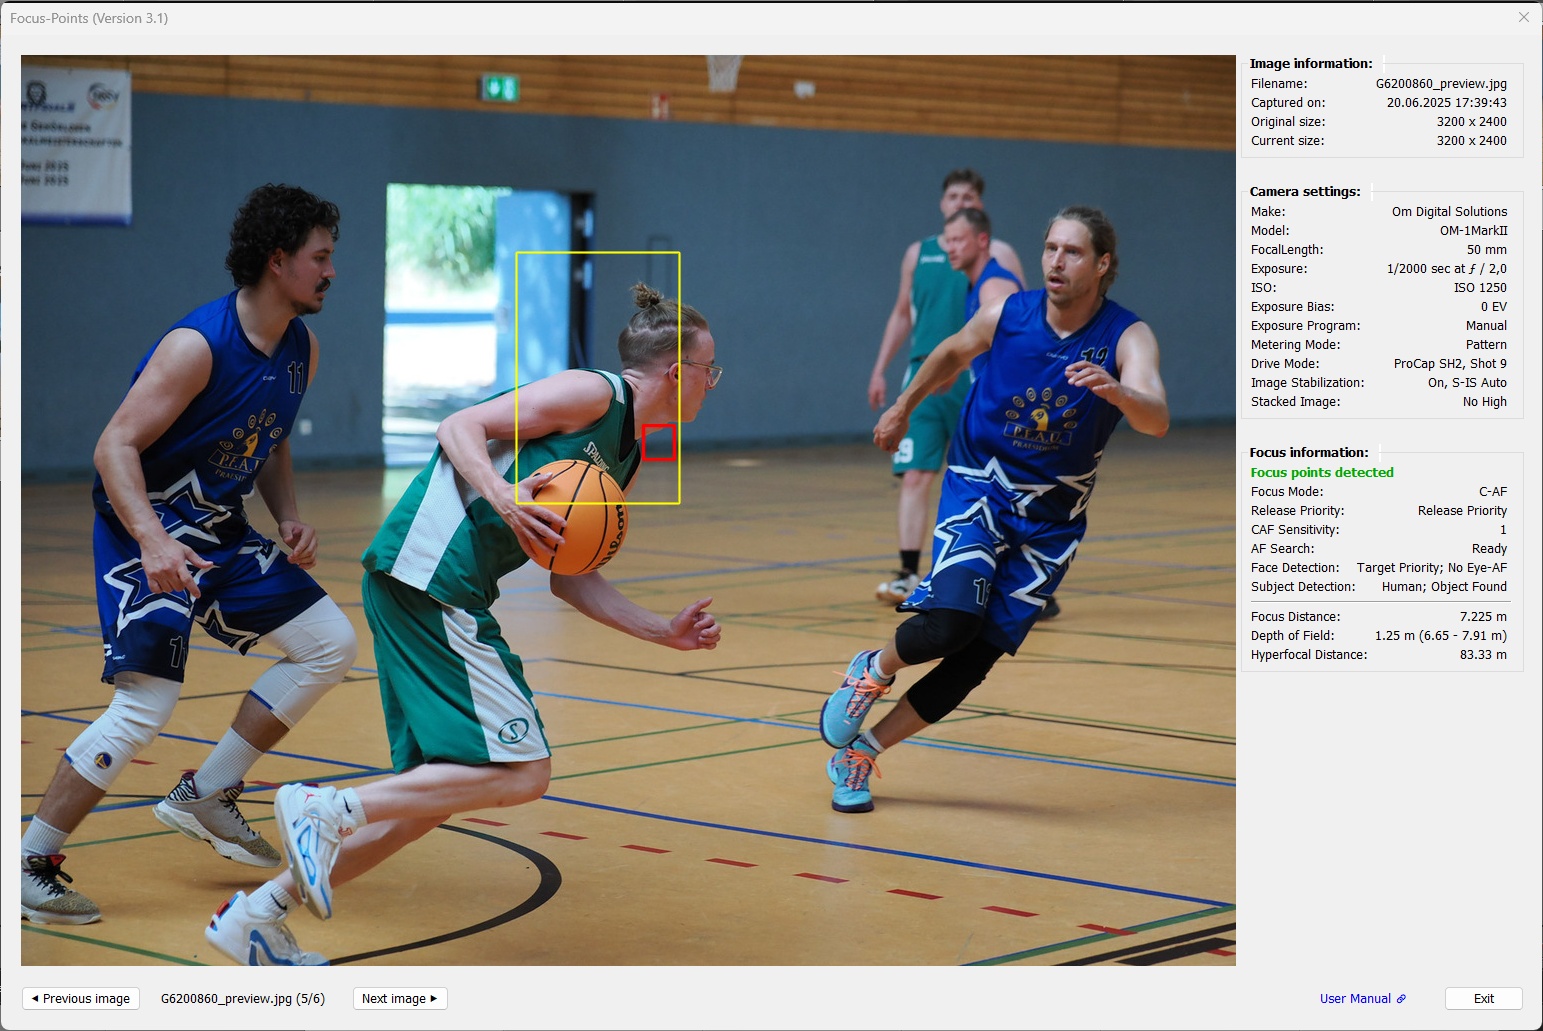 Focus-Points (Version 3.1)
11
SPALDING
Wilson
11
S
12
P.L.A.U.
PRAESIDIUM
P.L.A.U.
PRAESIDIUM
9
Image information:
Filename: G6200860_preview.jpg
Captured on: 20.06.2025 17:39:43
Original size: 3200 x 2400
Current size: 3200 x 2400
Camera settings:
Make: Om Digital Solutions
Model: OM-1MarkII
FocalLength: 50 mm
Exposure: 1/2000 sec at ƒ / 2,0
ISO: ISO 1250
Exposure Bias: 0 EV
Exposure Program: Manual
Metering Mode: Pattern
Drive Mode: ProCap SH2, Shot 9
Image Stabilization: On, S-IS Auto
Stacked Image: No High
Focus information:
Focus points detected
Focus Mode: C-AF
Release Priority: Release Priority
CAF Sensitivity: 1
AF Search: Ready
Face Detection: Target Priority; No Eye-AF
Subject Detection: Human; Object Found
Focus Distance: 7.225 m
Depth of Field: 1.25 m (6.65 - 7.91 m)
Hyperfocal Distance: 83.33 m
Previous image
G6200860_preview.jpg (5/6)
Next image
User Manual
Exit